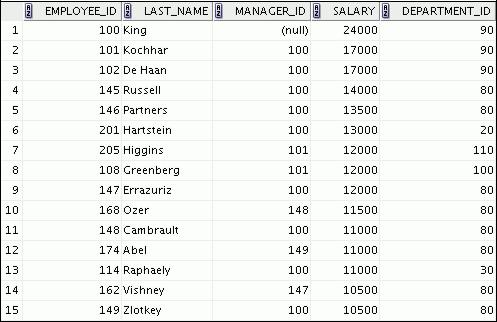 EMPLOYEE_ID LAST_NAME MANAGER_ID SALARY DEPARTMENT_ID
1 100 King (null) 24000 90
2 101 Kochhar 100 17000 90
3 102 De Haan 100 17000 90
4 145 Russell 100 14000 80
5 146 Partners 100 13500 80
6 201 Hartstein 100 13000 20
7 205 Higgins 101 12000 110
8 108 Greenberg 101 12000 100
9 147 Errazuriz 100 12000 80
10 168 Ozer 148 11500 80
11 148 Cambrault 100 11000 80
12 174 Abel 149 11000 80
13 114 Raphaely 100 11000 30
14 162 Vishney 147 10500 80
15 149 Zlotkey 100 10500 80